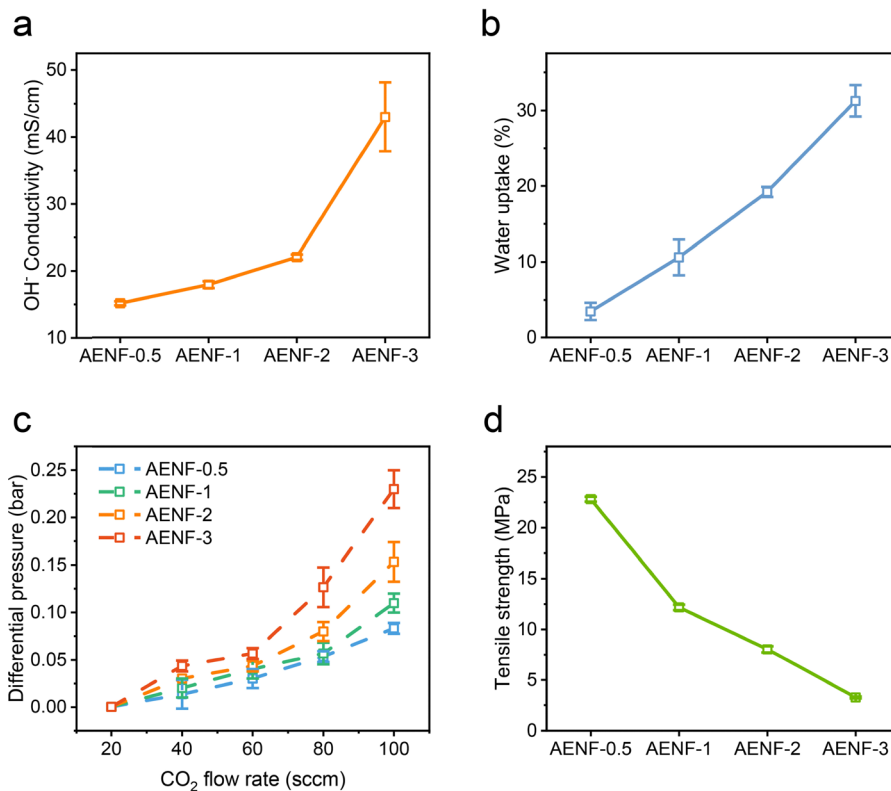 a
OH⁻ Conductivity (mS/cm)
50
40
30
20
10
AENF-0.5 AENF-1 AENF-2 AENF-3
b
Water uptake (%)
30
20
10
0
AENF-0.5 AENF-1 AENF-2 AENF-3
c
Differential pressure (bar)
0.25
0.20
0.15
0.10
0.05
0.00
AENF-0.5
AENF-1
AENF-2
AENF-3
20 40 60 80 100
CO₂ flow rate (sccm)
d
Tensile strength (MPa)
25
20
15
10
5
0
AENF-0.5 AENF-1 AENF-2 AENF-3